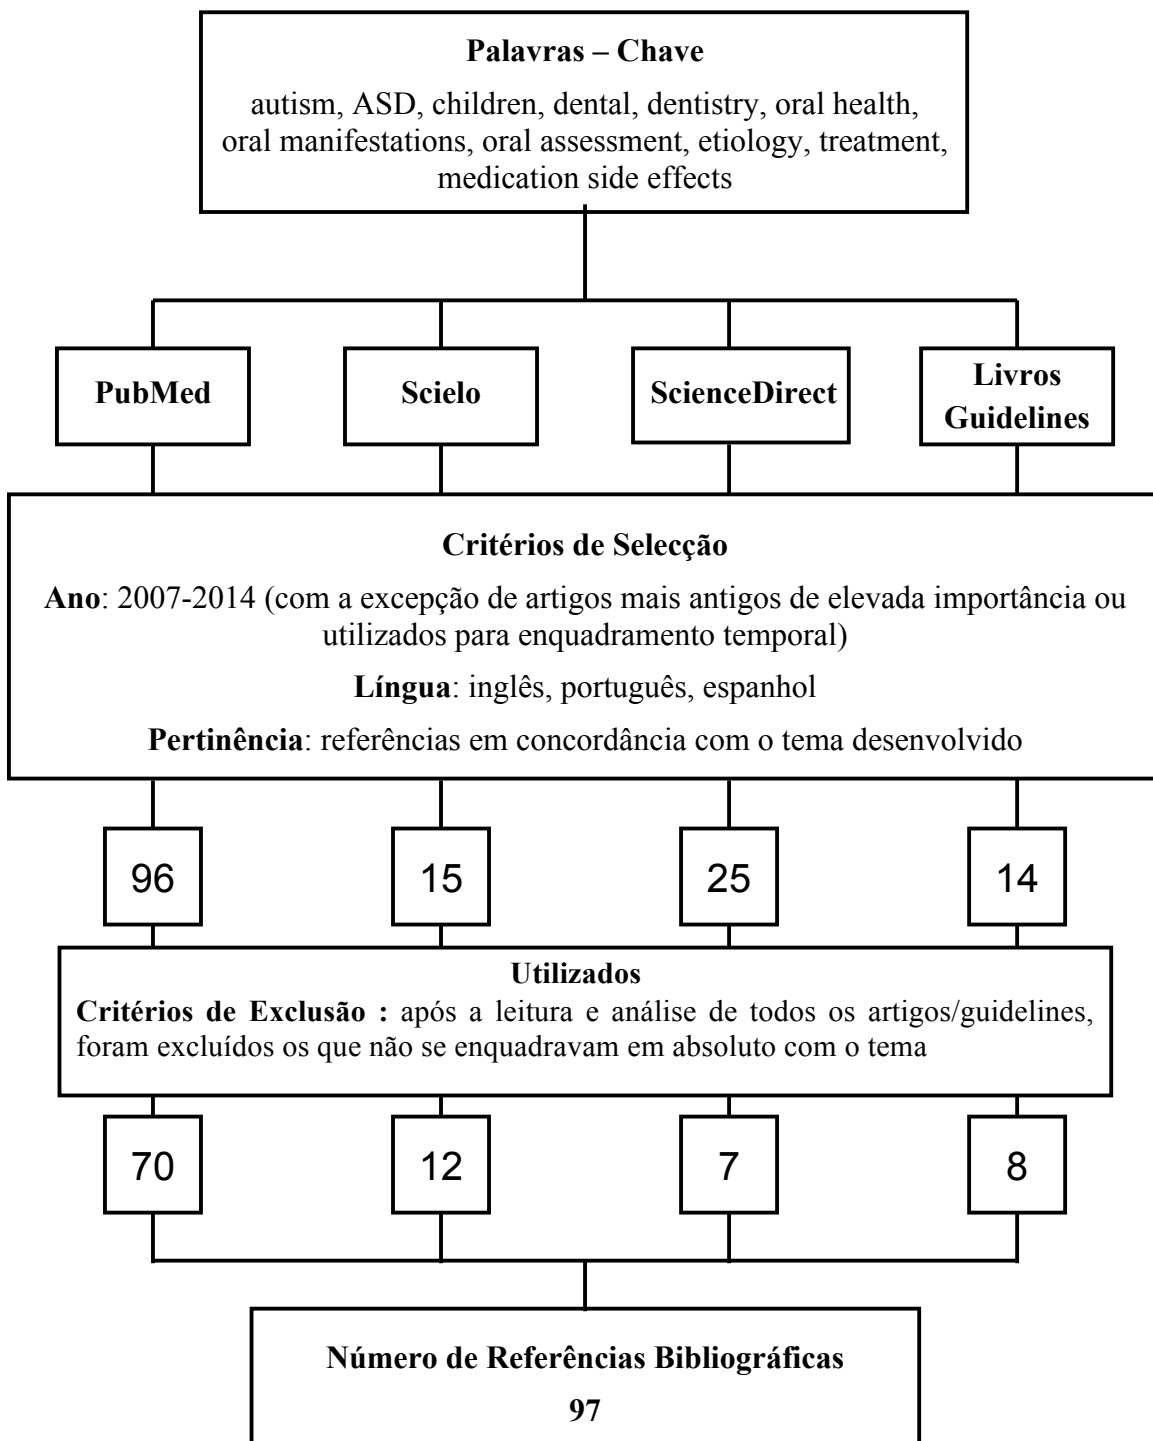 Palavras – Chave
autism, ASD, children, dental, dentistry, oral health,
oral manifestations, oral assessment, etiology, treatment,
medication side effects
PubMed
Scielo
ScienceDirect
Livros
Guidelines
Critérios de Selecção
Ano: 2007-2014 (com a excepção de artigos mais antigos de elevada importância ou
utilizados para enquadramento temporal)
Língua: inglês, português, espanhol
Pertinência: referências em concordância com o tema desenvolvido
96
15
25
14
Utilizados
Critérios de Exclusão : após a leitura e análise de todos os artigos/guidelines,
foram excluídos os que não se enquadravam em absoluto com o tema
70
12
7
8
Número de Referências Bibliográficas
97